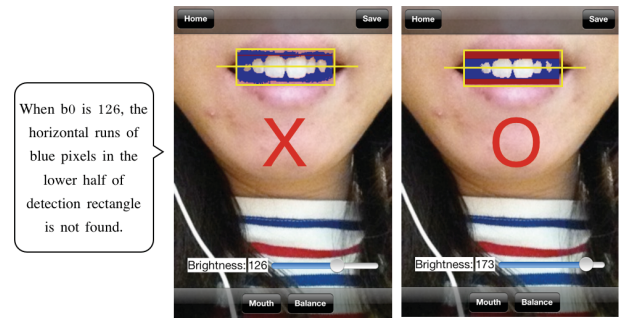 When b0 is 126, the
horizontal runs of
blue pixels in the
lower half of
detection rectangle
is not found.
Home Save
X
Brightness: 126
Mouth Balance
Home Save
O
Brightness: 173
Mouth Balance